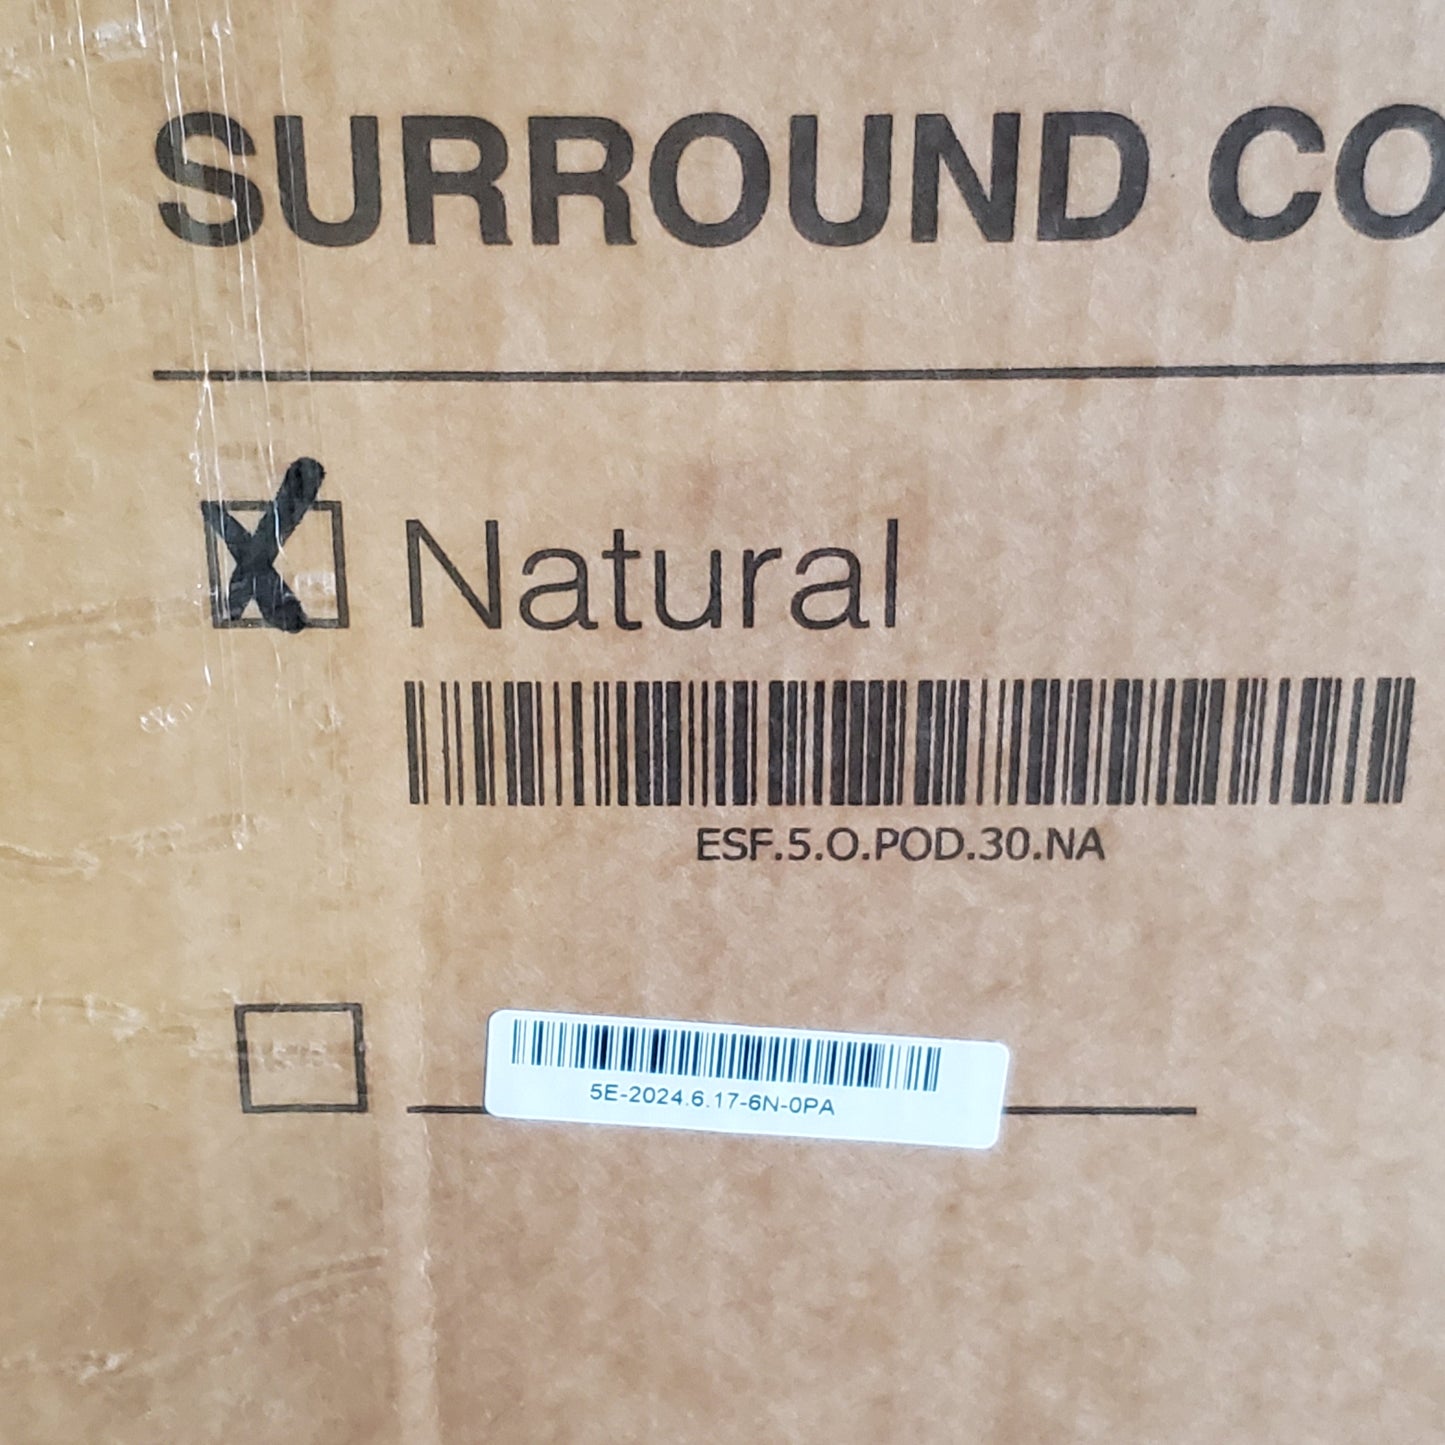 SURROUND CO
Natural
ESF.5.O.POD.30.NA
5E-2024.6.17-6N-0PA